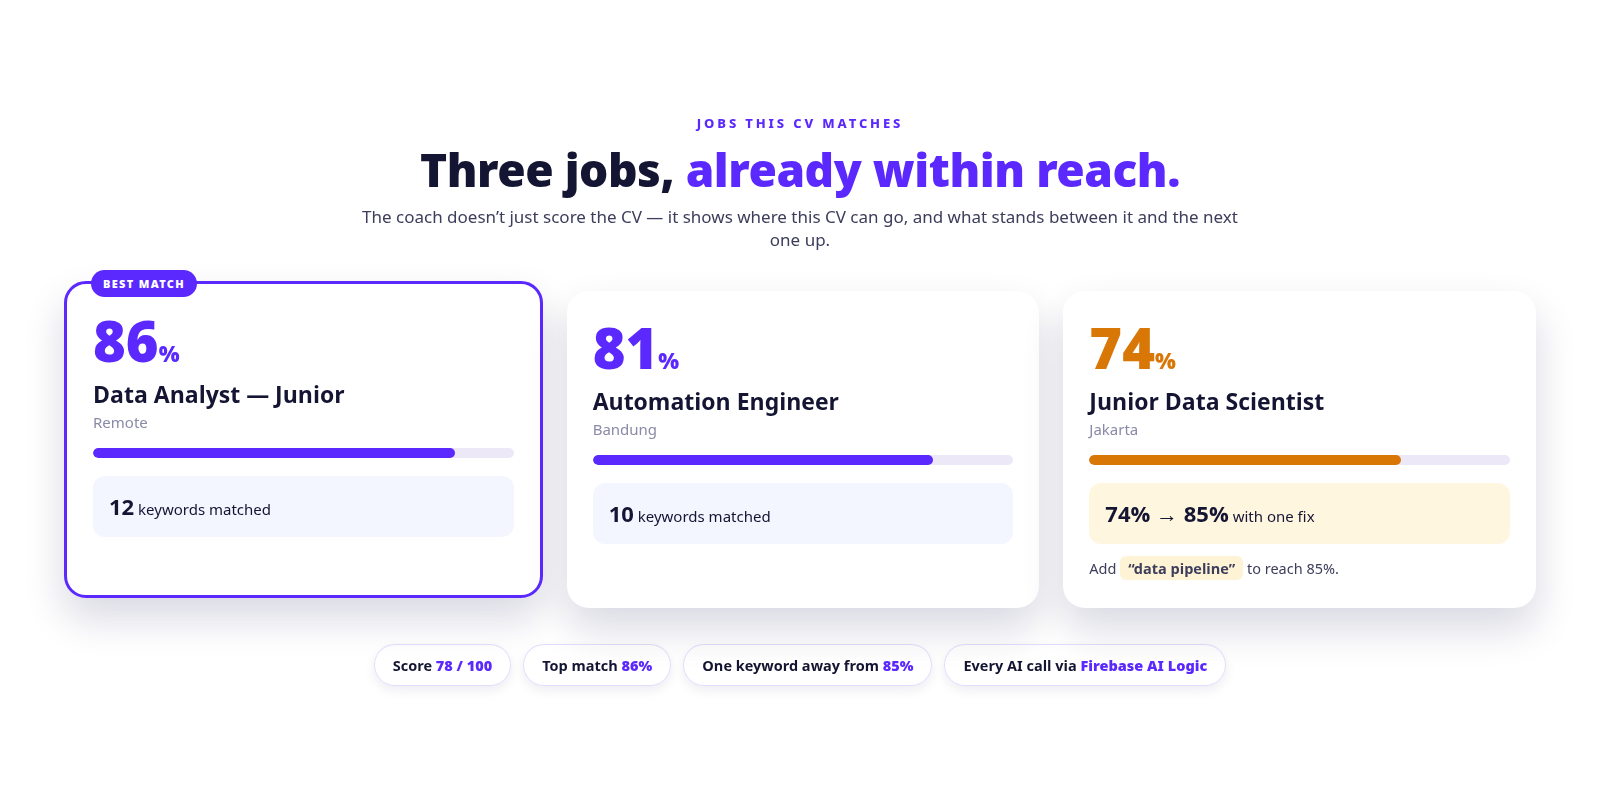 JOBS THIS CV MATCHES
Three jobs, already within reach.
The coach doesn’t just score the CV — it shows where this CV can go, and what stands between it and the next
one up.
BEST MATCH
86%
Data Analyst — Junior
Remote
12 keywords matched
81%
Automation Engineer
Bandung
10 keywords matched
74%
Junior Data Scientist
Jakarta
74% → 85% with one fix
Add “data pipeline” to reach 85%.
Score 78 / 100
Top match 86%
One keyword away from 85%
Every AI call via Firebase AI Logic